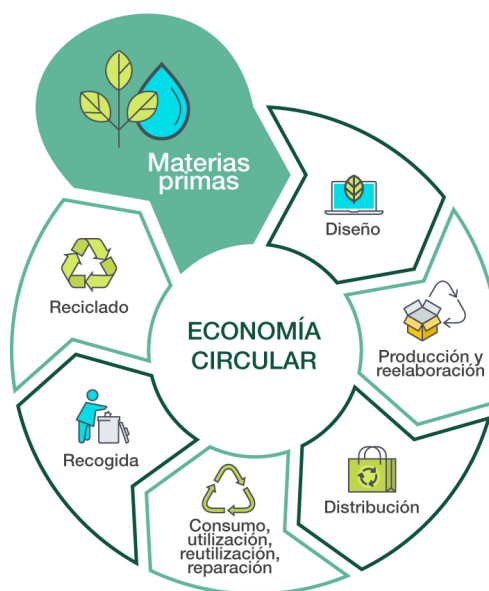 Materias
primas
Diseño
Producción y
reelaboración
Distribución
Consumo,
utilización,
reutilización,
reparación
Recogida
Reciclado
ECONOMÍA
CIRCULAR